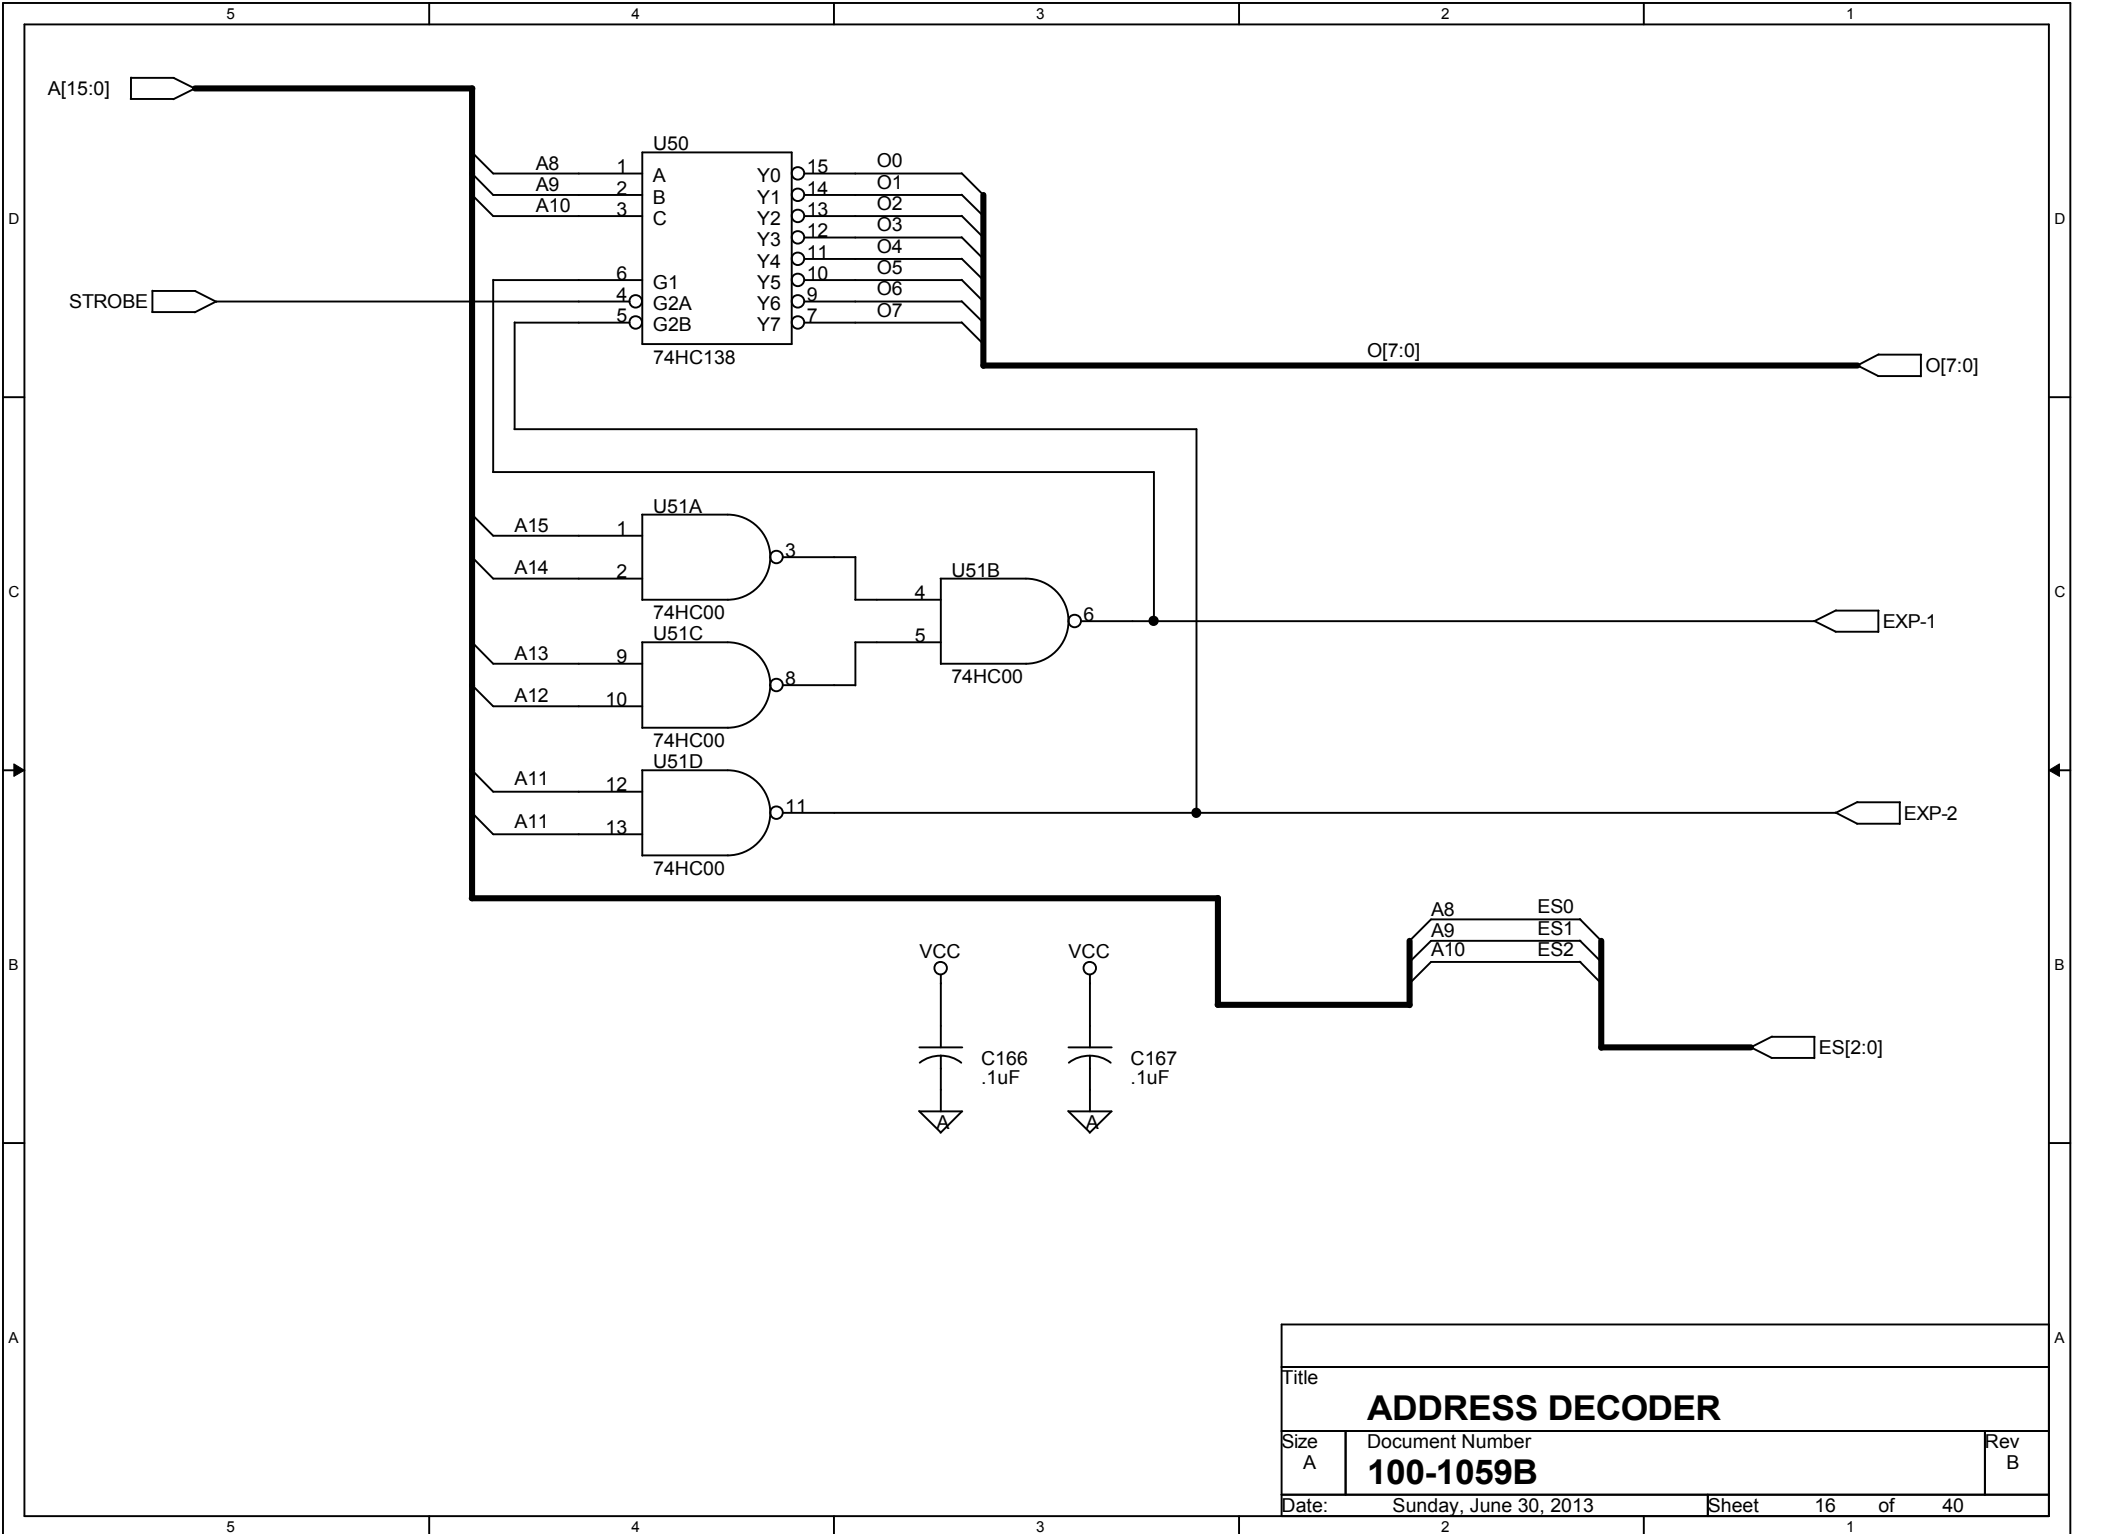 5 4 3 2 1
A[15:0]
U50
A8 1 A Y0 15 O0
A9 2 B Y1 14 O1
A10 3 C Y2 13 O2
Y3 12 O3
Y4 11 O4
6 G1 Y5 10 O5
STROBE 4 G2A Y6 9 O6
5 G2B Y7 7 O7
74HC138
O[7:0] O[7:0]
D D
U51A
A15 1
A14 2
3
74HC00
U51B
4
5
6
74HC00
EXP-1
C C
U51C
A13 9
A12 10
8
74HC00
U51D
A11 12
A11 13
11
74HC00
EXP-2
A8 ES0
A9 ES1
A10 ES2
ES[2:0]
B B
VCC VCC
C166 C167
.1uF .1uF
A A
A A
Title
ADDRESS DECODER
Size Document Number Rev
A 100-1059B B
Date: Sunday, June 30, 2013 Sheet 16 of 40
5 4 3 2 1